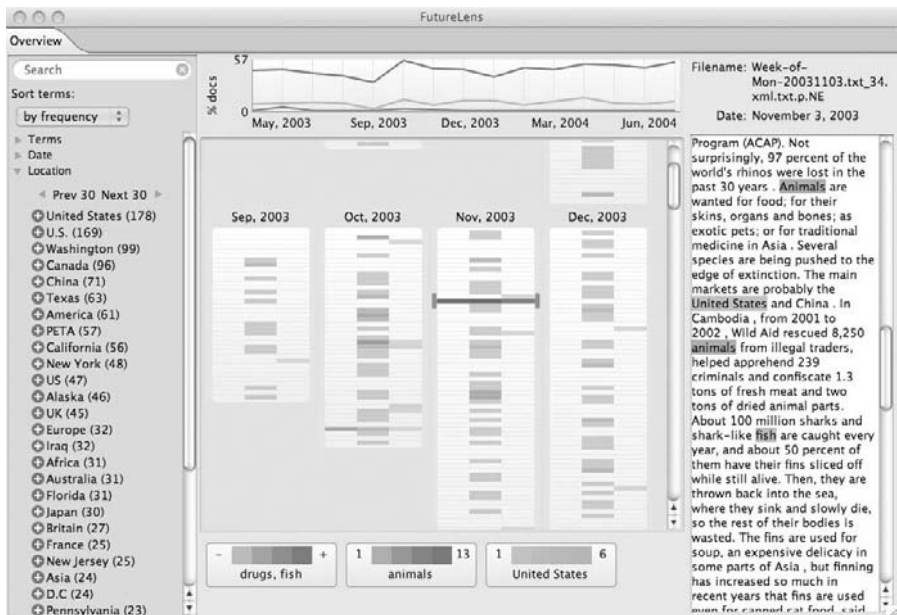 FutureLens
Overview
Search
Sort terms:
by frequency
Terms
Date
Location
Prev 30 Next 30
United States (178)
U.S. (169)
Washington (99)
Canada (96)
China (71)
Texas (63)
America (61)
PETA (57)
California (56)
New York (48)
US (47)
Alaska (46)
UK (45)
Europe (32)
Iraq (32)
Africa (31)
Australia (31)
Florida (31)
Japan (30)
Britain (27)
France (25)
New Jersey (25)
Asia (24)
D.C (24)
Pennsylvania (23)
57
% docs
0
May, 2003 Sep, 2003 Dec, 2003 Mar, 2004 Jun, 2004
Sep, 2003 Oct, 2003 Nov, 2003 Dec, 2003
- +
drugs, fish
1 13
animals
1 6
United States
Filename: Week-of-
Mon-20031103.txt_34.
xml.txt.p.NE
Date: November 3, 2003
Program (ACAP). Not
surprisingly, 97 percent of the
world's rhinos were lost in the
past 30 years . Animals are
wanted for food; for their
skins, organs and bones; as
exotic pets; or for traditional
medicine in Asia . Several
species are being pushed to the
edge of extinction. The main
markets are probably the
United States and China . In
Cambodia , from 2001 to
2002 , Wild Aid rescued 8,250
animals from illegal traders,
helped apprehend 239
criminals and confiscate 1.3
tons of fresh meat and two
tons of dried animal parts.
About 100 million sharks and
shark-like fish are caught every
year, and about 50 percent of
them have their fins sliced off
while still alive. Then, they are
thrown back into the sea,
where they sink and slowly die,
so the rest of their bodies is
wasted. The fins are used for
soup, an expensive delicacy in
some parts of Asia , but finning
has increased so much in
recent years that fins are used
even for canned cat food, said